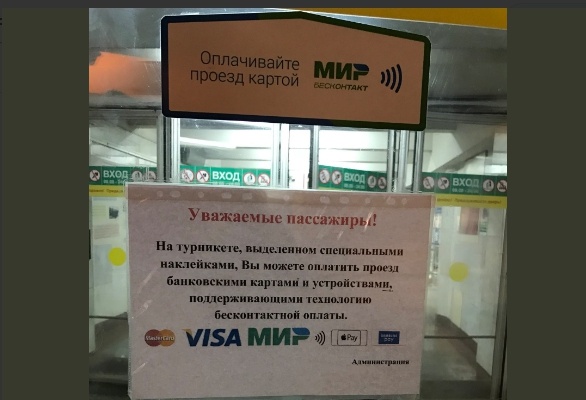 Оплачивайте
проезд картой
МИР
БЕСКОНТАКТ
ВХОД
ВХОД
ВХОД
ВХОД
Уважаемые пассажиры!
На турникете, выделенном специальными
наклейками, Вы можете оплатить проезд
банковскими картами и устройствами,
поддерживающими технологию
бесконтактной оплаты.
MasterCard VISA МИР Pay
Администрация